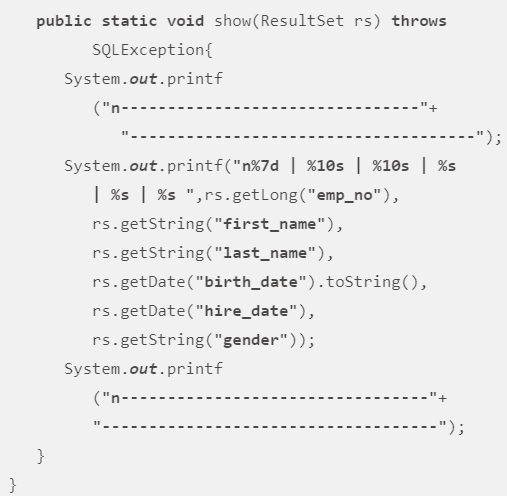 public static void show(ResultSet rs) throws
SQLException{
System.out.printf
("n--------------------------------"+
"-------------------------------------");
System.out.printf("n%7d | %10s | %10s | %s
| %s | %s ",rs.getLong("emp_no"),
rs.getString("first_name"),
rs.getString("last_name"),
rs.getDate("birth_date").toString(),
rs.getDate("hire_date"),
rs.getString("gender"));
System.out.printf
("n---------------------------------"+
"------------------------------------");
}
}